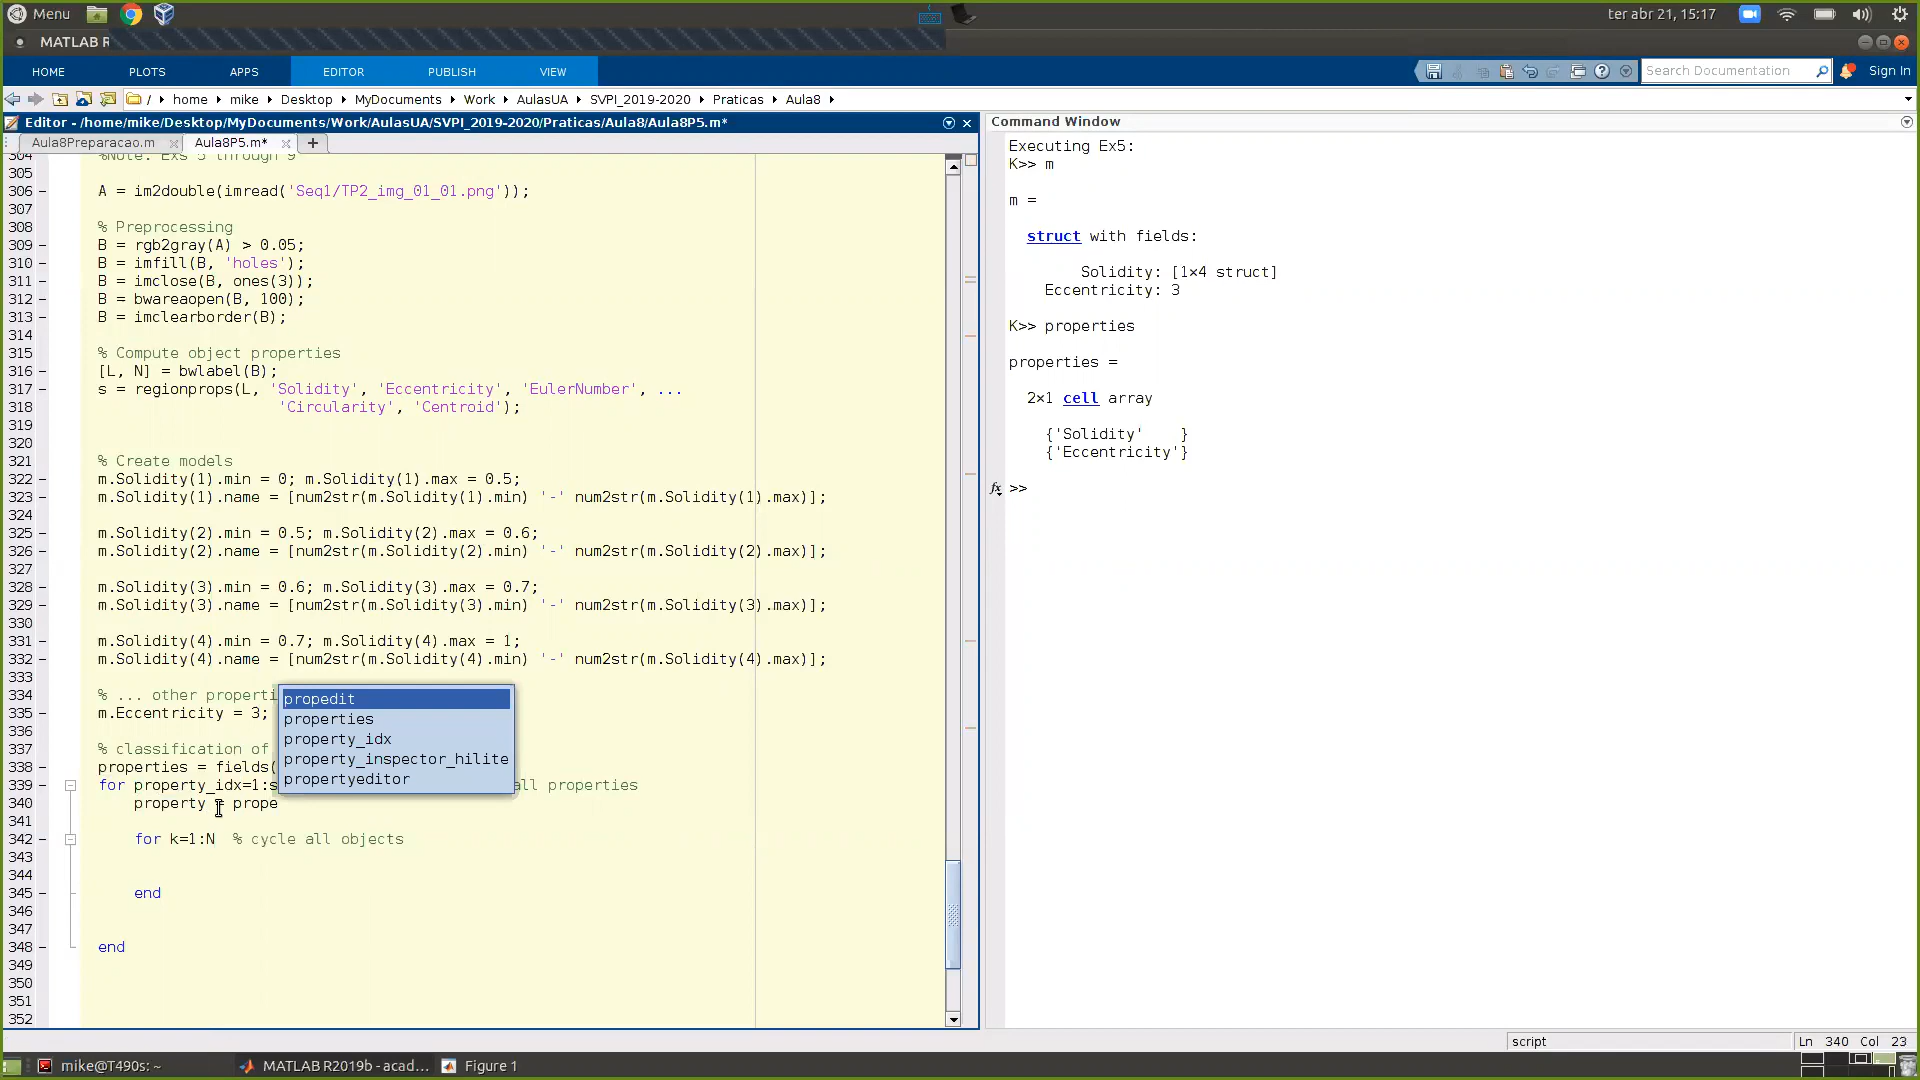 Menu
ter abr 21, 15:17
MATLAB R
HOME PLOTS APPS EDITOR PUBLISH VIEW
Search Documentation
Sign In
/ home mike Desktop MyDocuments Work AulasUA SVPI_2019-2020 Praticas Aula8
Editor - /home/mike/Desktop/MyDocuments/Work/AulasUA/SVPI_2019-2020/Praticas/Aula8/Aula8P5.m*
Aula8Preparacao.m Aula8P5.m*
304 %Note: Exs 5 through 9
305
306 A = im2double(imread('Seq1/TP2_img_01_01.png'));
307
308 % Preprocessing
309 B = rgb2gray(A) > 0.05;
310 B = imfill(B, 'holes');
311 B = imclose(B, ones(3));
312 B = bwareaopen(B, 100);
313 B = imclearborder(B);
314
315 % Compute object properties
316 [L, N] = bwlabel(B);
317 s = regionprops(L, 'Solidity', 'Eccentricity', 'EulerNumber', ...
318 'Circularity', 'Centroid');
319
320
321 % Create models
322 m.Solidity(1).min = 0; m.Solidity(1).max = 0.5;
323 m.Solidity(1).name = [num2str(m.Solidity(1).min) '-' num2str(m.Solidity(1).max)];
324
325 m.Solidity(2).min = 0.5; m.Solidity(2).max = 0.6;
326 m.Solidity(2).name = [num2str(m.Solidity(2).min) '-' num2str(m.Solidity(2).max)];
327
328 m.Solidity(3).min = 0.6; m.Solidity(3).max = 0.7;
329 m.Solidity(3).name = [num2str(m.Solidity(3).min) '-' num2str(m.Solidity(3).max)];
330
331 m.Solidity(4).min = 0.7; m.Solidity(4).max = 1;
332 m.Solidity(4).name = [num2str(m.Solidity(4).min) '-' num2str(m.Solidity(4).max)];
333
334 % ... other properti
335 m.Eccentricity = 3;
336
337 % classification of
338 properties = fields(
339 for property_idx=1:s all properties
340 property = prope
341
342 for k=1:N % cycle all objects
343
344
345 end
346
347
348 end
349
350
351
352
propedit
properties
property_idx
property_inspector_hilite
propertyeditor
Command Window
Executing Ex5:
K>> m
m =
struct with fields:
Solidity: [1×4 struct]
Eccentricity: 3
K>> properties
properties =
2×1 cell array
{'Solidity' }
{'Eccentricity'}
fx >>
script
Ln 340 Col 23
mike@T490s: ~
MATLAB R2019b - acad...
Figure 1